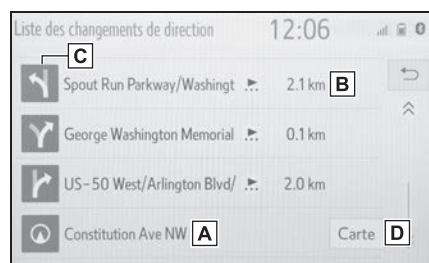 Liste des changements de direction 12:06
C
Spout Run Parkway/Washingt 2.1 km B
George Washington Memorial 0.1 km
US-50 West/Arlington Blvd/ 2.0 km
Constitution Ave NW A Carte D